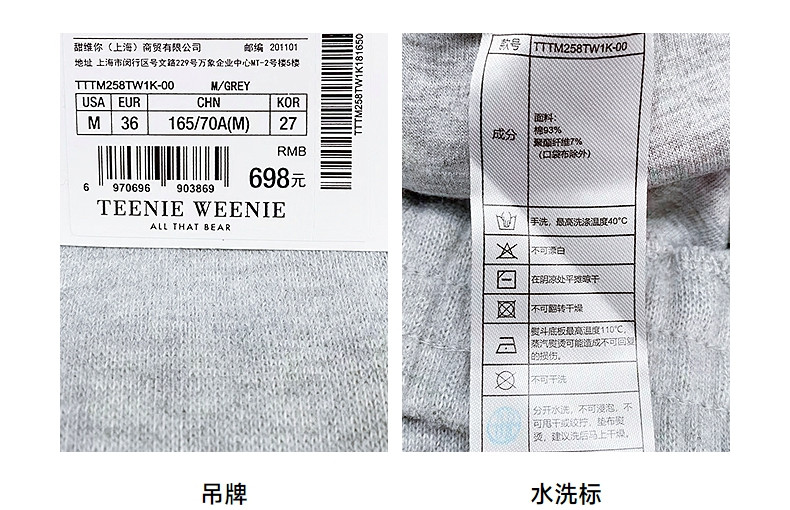 甜维你（上海）商贸有限公司 邮编 201101
地址 上海市闵行区号文路229号万象企业中心MT-2号楼5楼
TTTM258TW1K-00 M/GREY
USA EUR CHN KOR
M 36 165/70A(M) 27
RMB
698元
6 970696 903869
TEENIE WEENIE
ALL THAT BEAR
TTTM258TW1K181650
款号 TTTM258TW1K-00
成分
面料:
棉93%
聚酯纤维7%
（口袋布除外）
手洗，最高洗涤温度40°C
不可漂白
在阴凉处平摊晾干
不可翻转干燥
熨斗底板最高温度110℃，
蒸汽熨烫可能造成不可回复
的损伤。
不可干洗
分开水洗，不可浸泡，不
可甩干或绞拧，垫布熨
烫，建议洗后马上干燥。
吊牌
水洗标